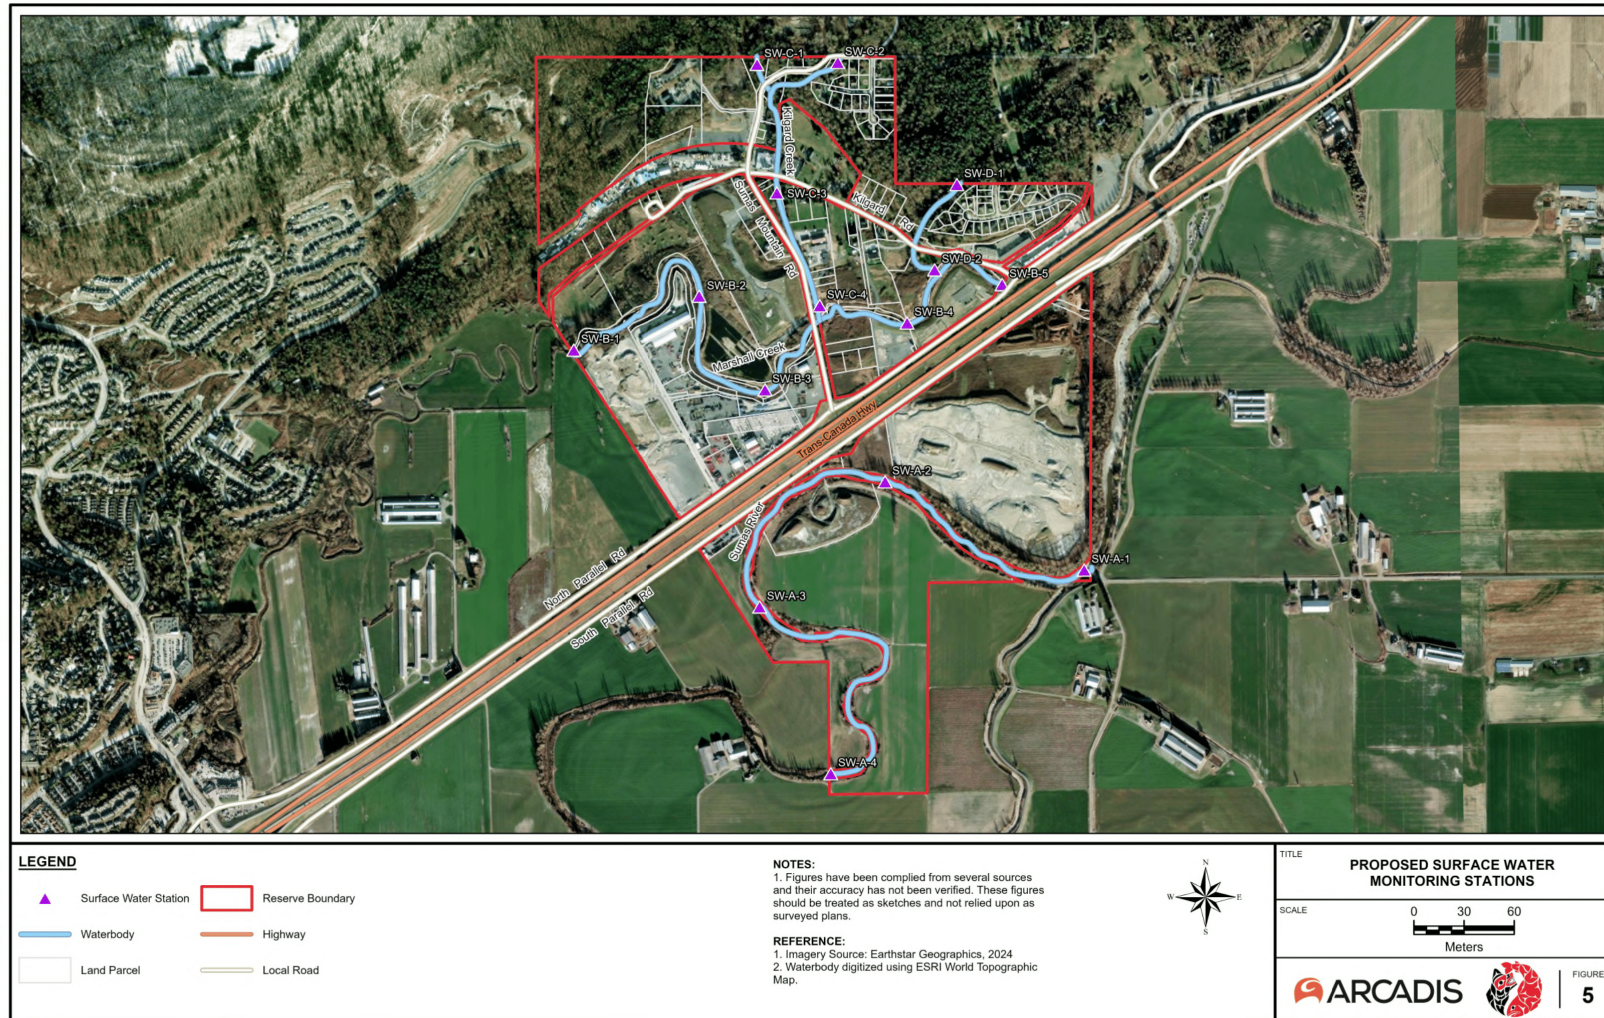 SW-C-1
SW-C-2
Kilgard Creek
SW-D-1
SW-C-3
Sumas Mountain Rd
Kilgard Rd
SW-D-2
SW-B-5
SW-B-2
SW-C-4
SW-B-4
SW-B-1
Marshall Creek
SW-B-3
Trans-Canada Hwy
SW-A-2
Sumas River
SW-A-1
North Parallel Rd
South Parallel Rd
SW-A-3
SW-A-4
LEGEND
Surface Water Station
Reserve Boundary
Waterbody
Highway
Land Parcel
Local Road
NOTES:
1. Figures have been complied from several sources
and their accuracy has not been verified. These figures
should be treated as sketches and not relied upon as
surveyed plans.
REFERENCE:
1. Imagery Source: Earthstar Geographics, 2024
2. Waterbody digitized using ESRI World Topographic
Map.
N
W E
S
TITLE
PROPOSED SURFACE WATER
MONITORING STATIONS
SCALE
0 30 60
Meters
ARCADIS
FIGURE
5